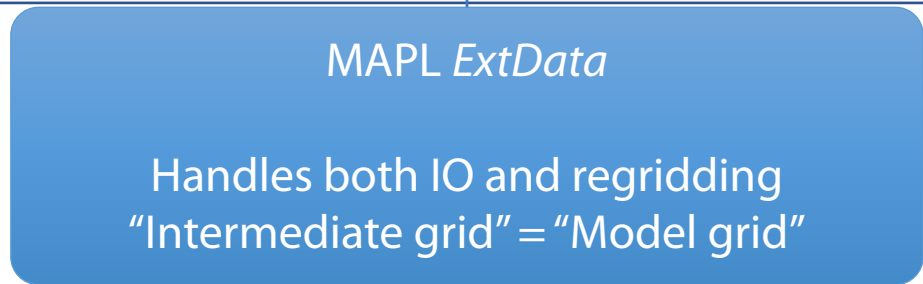 MAPL ExtData
Handles both IO and regridding
“Intermediate grid” = “Model grid”